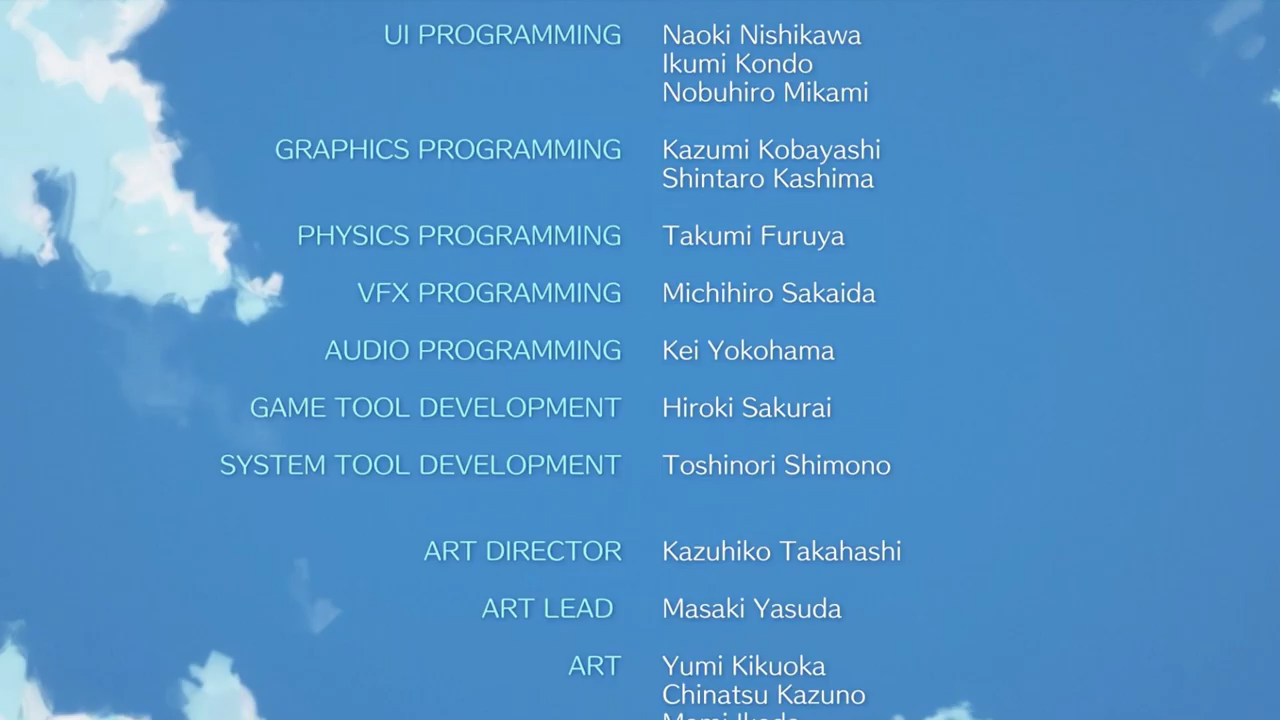 UI PROGRAMMING Naoki Nishikawa
Ikumi Kondo
Nobuhiro Mikami
GRAPHICS PROGRAMMING Kazumi Kobayashi
Shintaro Kashima
PHYSICS PROGRAMMING Takumi Furuya
VFX PROGRAMMING Michihiro Sakaida
AUDIO PROGRAMMING Kei Yokohama
GAME TOOL DEVELOPMENT Hiroki Sakurai
SYSTEM TOOL DEVELOPMENT Toshinori Shimono
ART DIRECTOR Kazuhiko Takahashi
ART LEAD Masaki Yasuda
ART Yumi Kikuoka
Chinatsu Kazuno